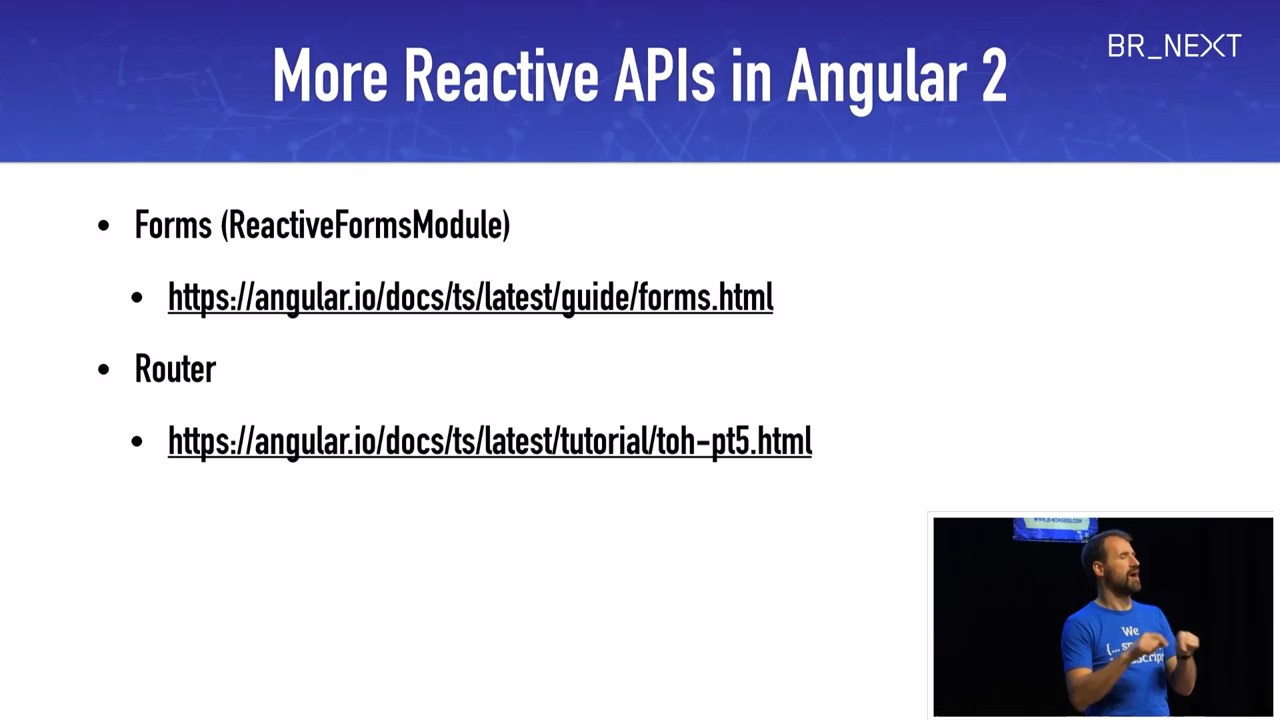 More Reactive APIs in Angular 2
BR_NEXT
• Forms (ReactiveFormsModule)
• https://angular.io/docs/ts/latest/guide/forms.html
• Router
• https://angular.io/docs/ts/latest/tutorial/toh-pt5.html
We